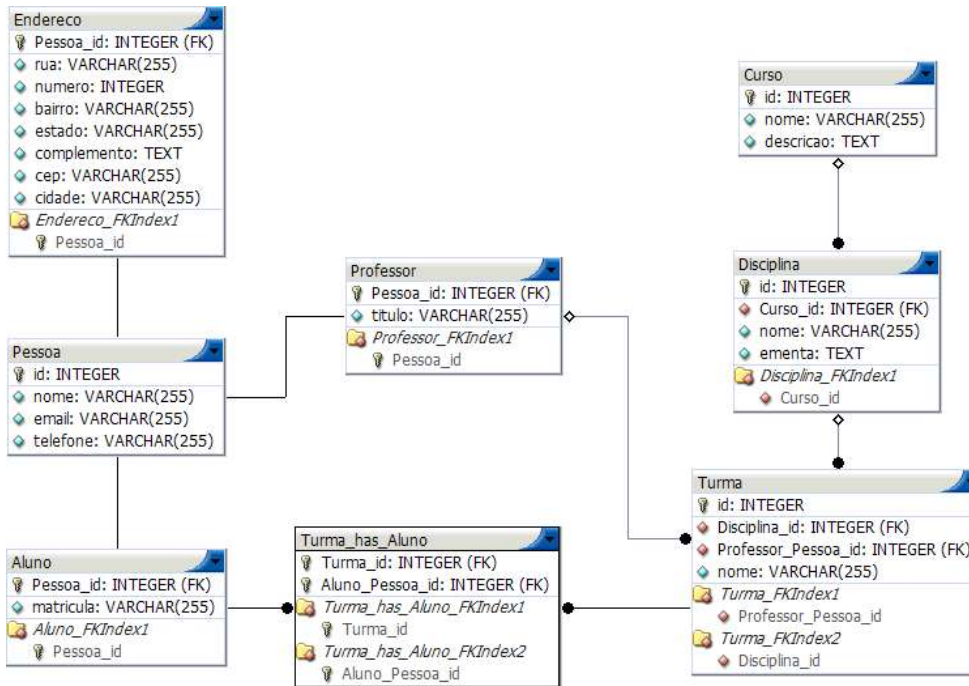 Endereco
Pessoa_id: INTEGER (FK)
rua: VARCHAR(255)
numero: INTEGER
bairro: VARCHAR(255)
estado: VARCHAR(255)
complemento: TEXT
cep: VARCHAR(255)
cidade: VARCHAR(255)
Endereco_FKIndex1
Pessoa_id
Pessoa
id: INTEGER
nome: VARCHAR(255)
email: VARCHAR(255)
telefone: VARCHAR(255)
Aluno
Pessoa_id: INTEGER (FK)
matricula: VARCHAR(255)
Aluno_FKIndex1
Pessoa_id
Professor
Pessoa_id: INTEGER (FK)
titulo: VARCHAR(255)
Professor_FKIndex1
Pessoa_id
Turma_has_Aluno
Turma_id: INTEGER (FK)
Aluno_Pessoa_id: INTEGER (FK)
Turma_has_Aluno_FKIndex1
Turma_id
Turma_has_Aluno_FKIndex2
Aluno_Pessoa_id
Curso
id: INTEGER
nome: VARCHAR(255)
descricao: TEXT
Disciplina
id: INTEGER
Curso_id: INTEGER (FK)
nome: VARCHAR(255)
ementa: TEXT
Disciplina_FKIndex1
Curso_id
Turma
id: INTEGER
Disciplina_id: INTEGER (FK)
Professor_Pessoa_id: INTEGER (FK)
nome: VARCHAR(255)
Turma_FKIndex1
Professor_Pessoa_id
Turma_FKIndex2
Disciplina_id